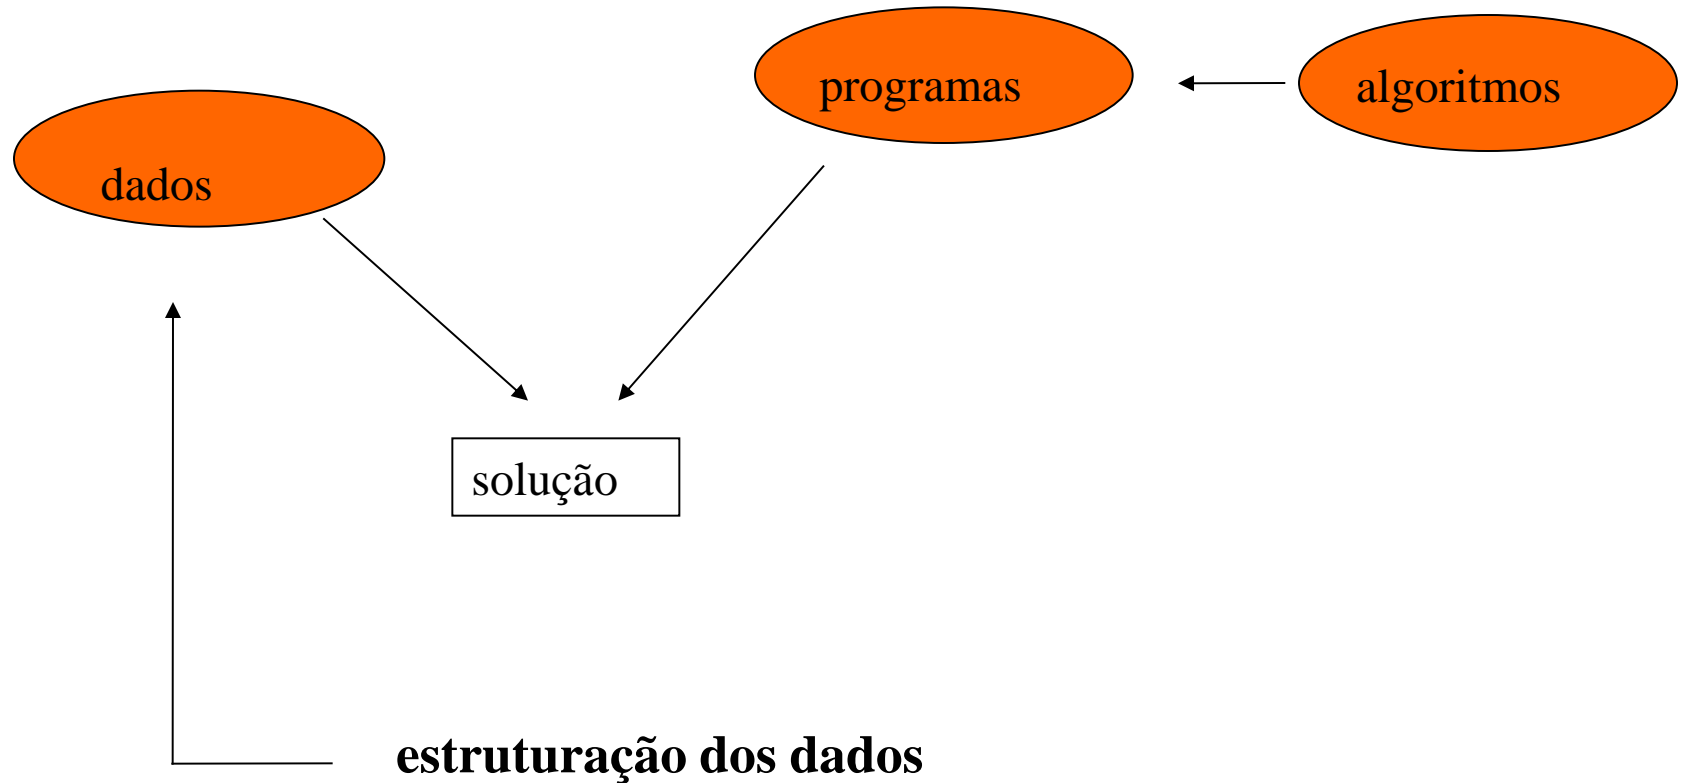 programas
algoritmos
dados
solução
estruturação dos dados